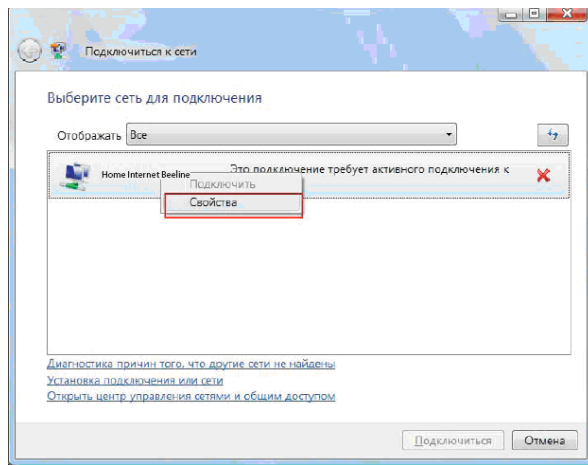 Подключиться к сети
Выберите сеть для подключения
Отображать Все
Home Internet Beeline Это подключение требует активного подключения к
Подключить
Свойства
Диагностика причин того, что другие сети не найдены
Установка подключения или сети
Открыть центр управления сетями и общим доступом
Подключиться Отмена